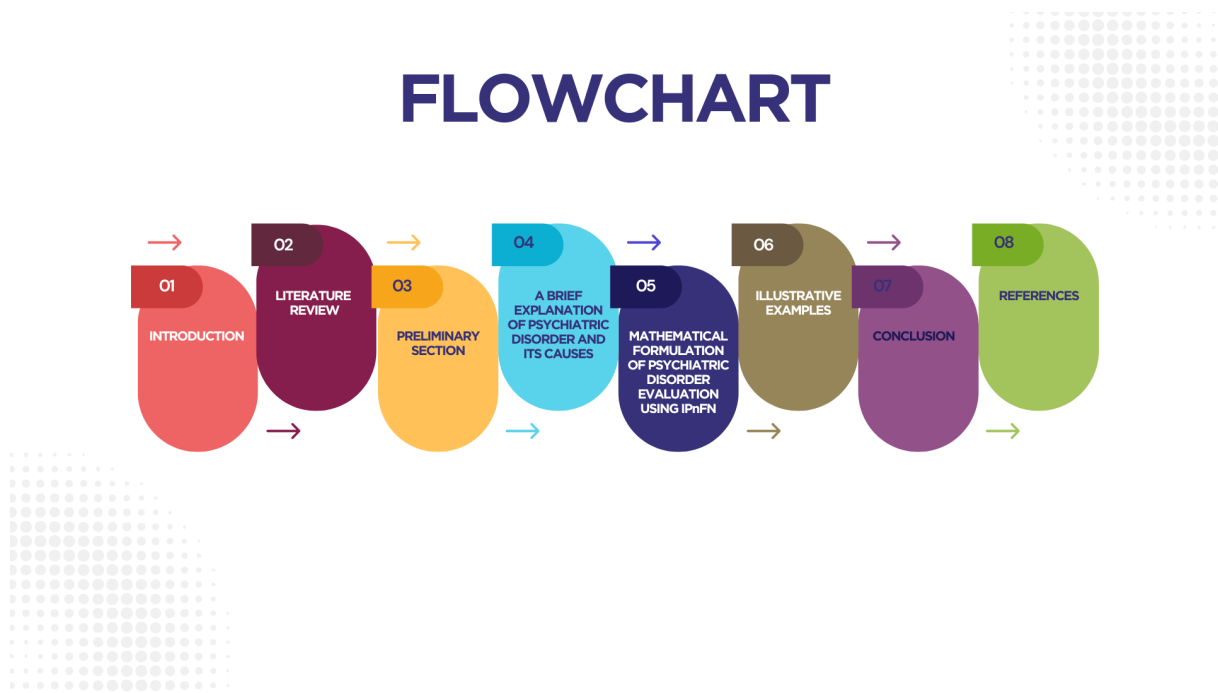 FLOWCHART
01
INTRODUCTION
02
LITERATURE
REVIEW
03
PRELIMINARY
SECTION
04
A BRIEF
EXPLANATION
OF PSYCHIATRIC
DISORDER AND
ITS CAUSES
05
MATHEMATICAL
FORMULATION
OF PSYCHIATRIC
DISORDER
EVALUATION
USING IPnFN
06
ILLUSTRATIVE
EXAMPLES
07
CONCLUSION
08
REFERENCES